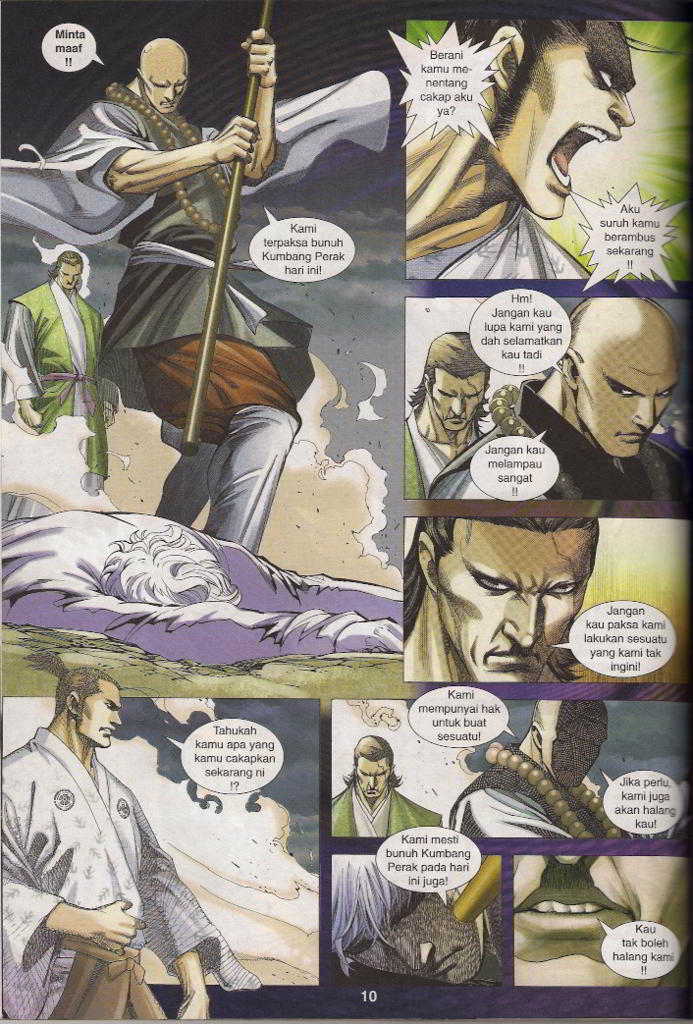 Minta
maaf
!!
Kami
terpaksa bunuh
Kumbang Perak
hari ini!
Berani
kamu me-
nentang
cakap aku
ya?
Aku
suruh kamu
berambus
sekarang
!!
Hm!
Jangan kau
lupa kami yang
dah selamatkan
kau tadi
!!
Jangan kau
melampau
sangat
!!
Jangan
kau paksa kami
lakukan sesuatu
yang kami tak
ingini!
Tahukah
kamu apa yang
kamu cakapkan
sekarang ni
!?
Kami
mempunyai hak
untuk buat
sesuatu!
Jika perlu,
kami juga
akan halang
kau!
Kami mesti
bunuh Kumbang
Perak pada hari
ini juga!
Kau
tak boleh
halang kami
!!
10